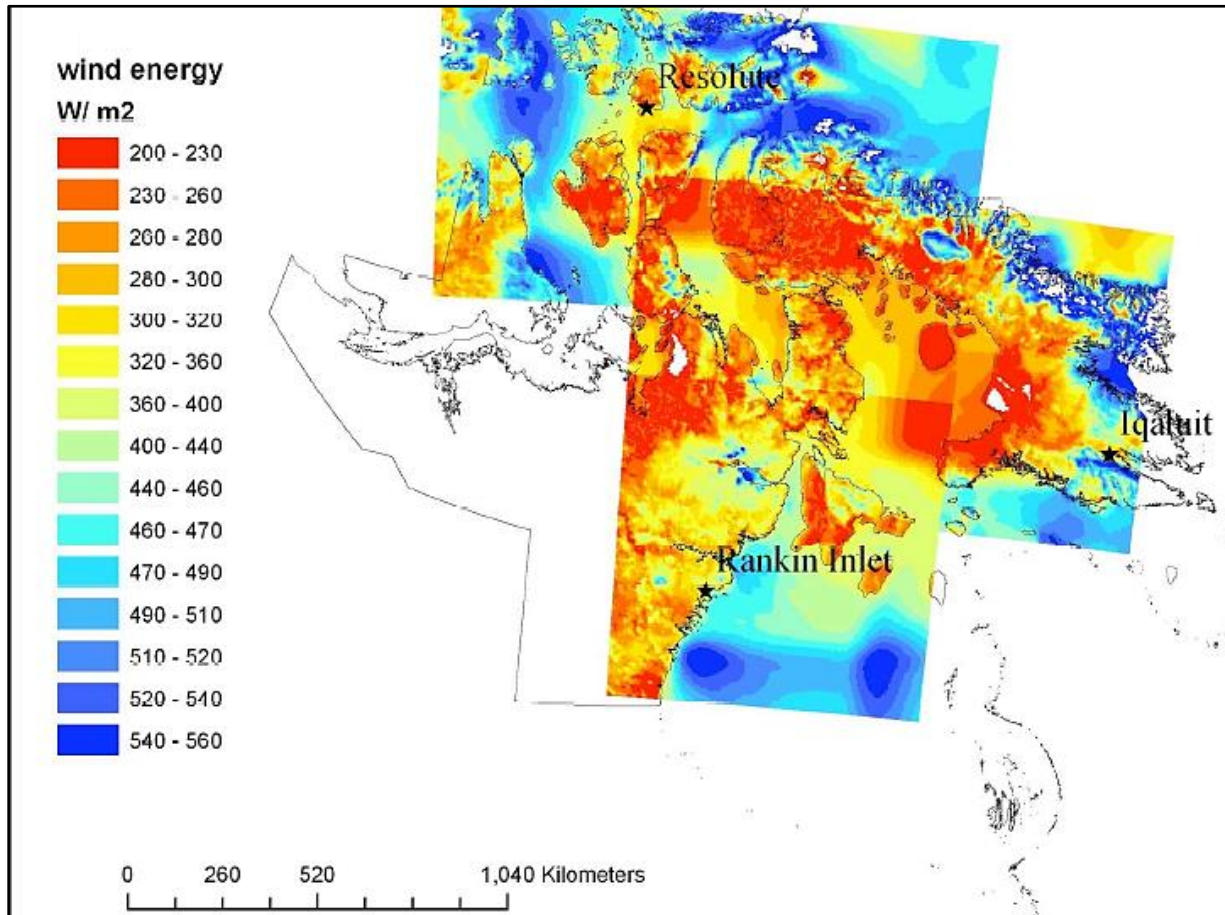 wind energy
W/ m2
200 - 230
230 - 260
260 - 280
280 - 300
300 - 320
320 - 360
360 - 400
400 - 440
440 - 460
460 - 470
470 - 490
490 - 510
510 - 520
520 - 540
540 - 560
Resolute
Iqaluit
Rankin Inlet
0 260 520 1,040 Kilometers